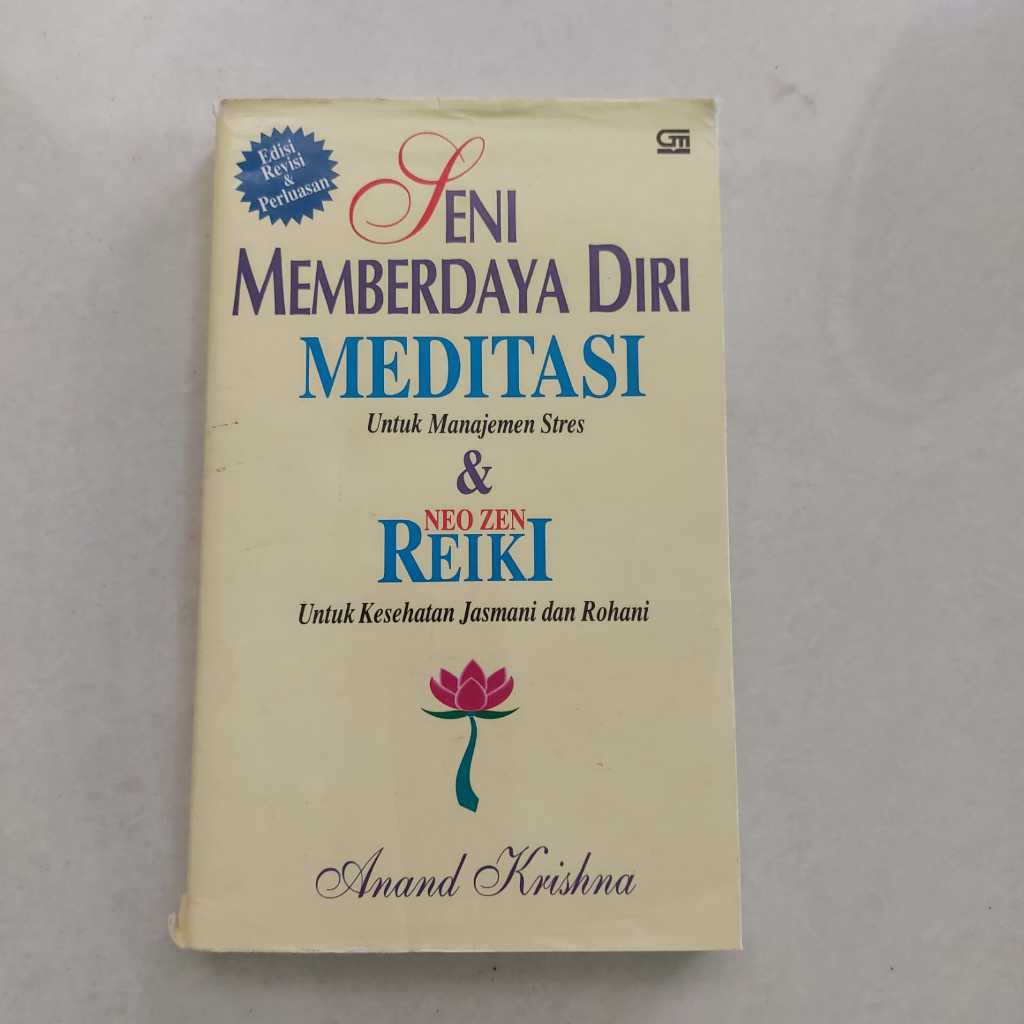 Edisi
Revisi
&
Perluasan
GM
SENI
MEMBERDAYA DIRI
MEDITASI
Untuk Manajemen Stres
&
NEO ZEN
REIKI
Untuk Kesehatan Jasmani dan Rohani
Anand Krishna